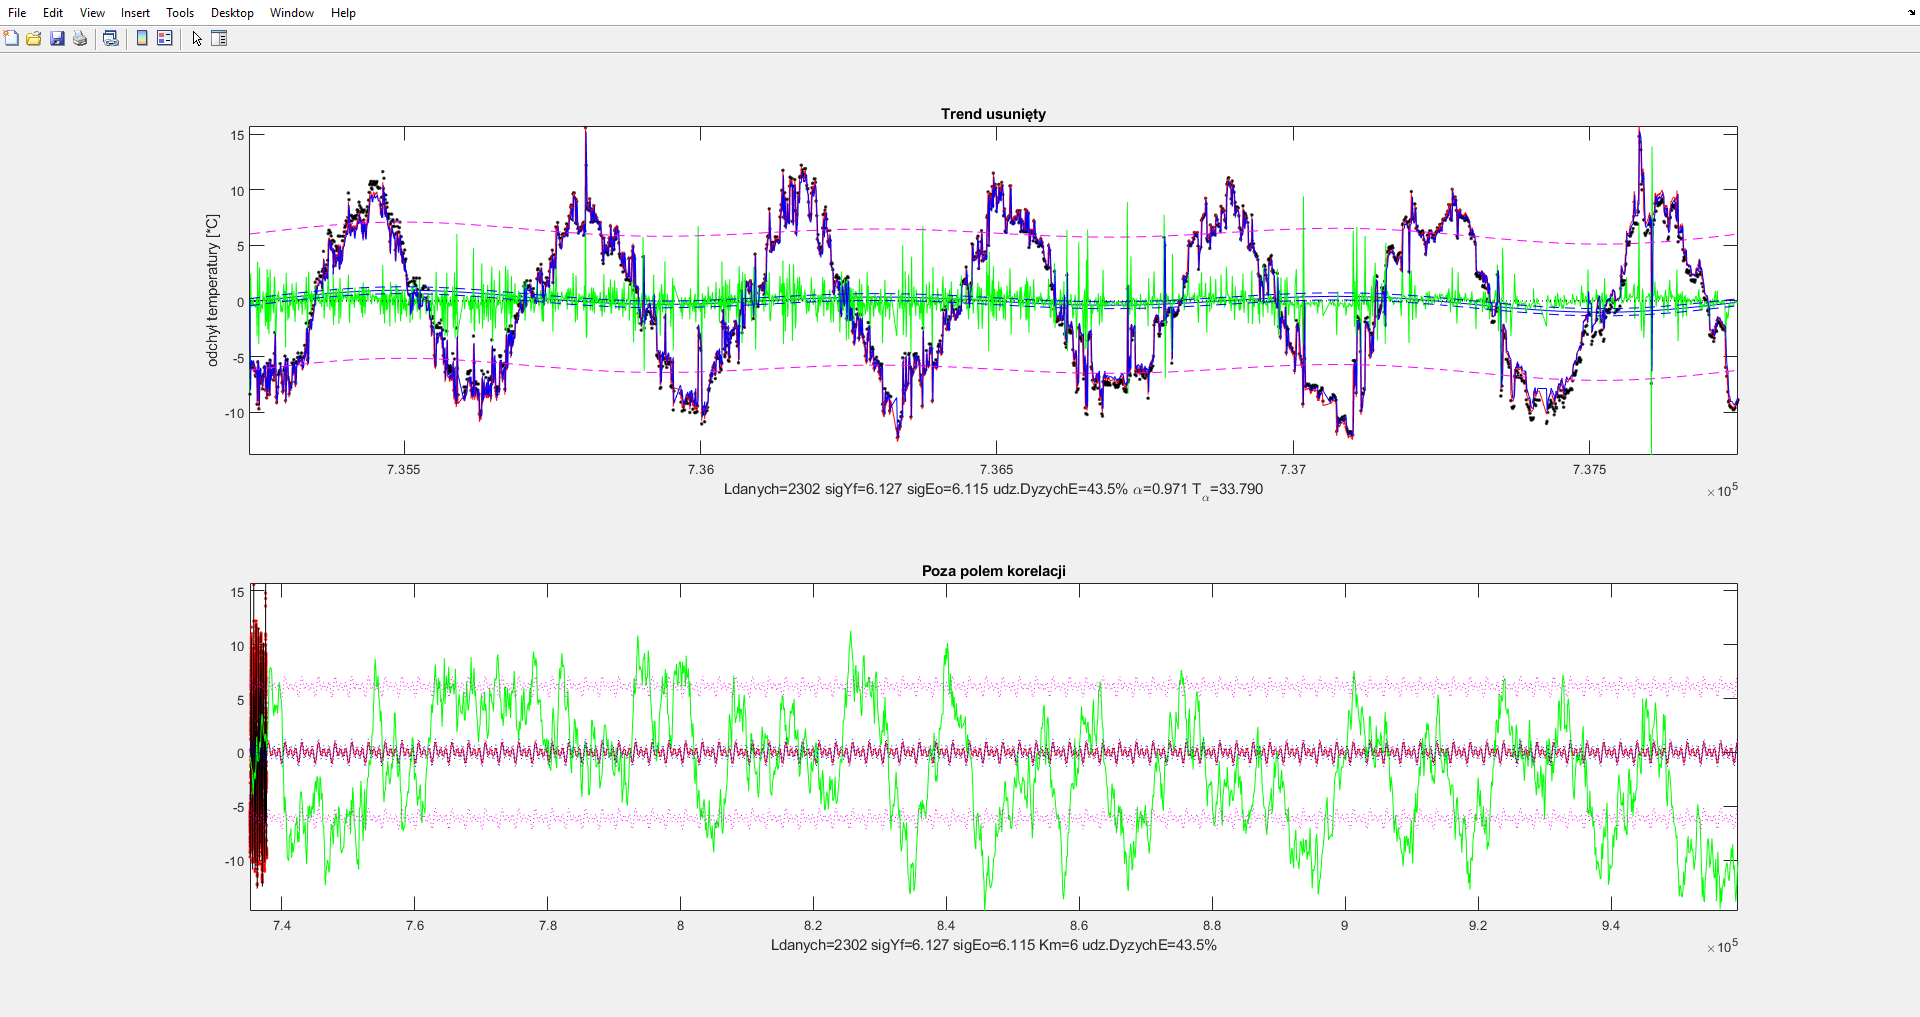 File Edit View Insert Tools Desktop Window Help
Trend usunięty
15
10
5
0
-5
-10
odchył temperatury [*C]
7.355 7.36 7.365 7.37 7.375
×10^5
Ldanych=2302 sigYf=6.127 sigEo=6.115 udz.DyzychE=43.5% α=0.971 T_α=33.790
Poza polem korelacji
15
10
5
0
-5
-10
7.4 7.6 7.8 8 8.2 8.4 8.6 8.8 9 9.2 9.4
×10^5
Ldanych=2302 sigYf=6.127 sigEo=6.115 Km=6 udz.DyzychE=43.5%